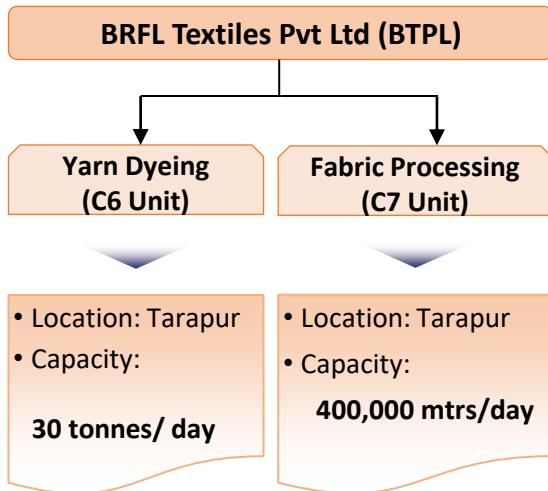 BRFL Textiles Pvt Ltd (BTPL)
Yarn Dyeing
(C6 Unit)
Fabric Processing
(C7 Unit)
• Location: Tarapur
• Capacity:
30 tonnes/ day
• Location: Tarapur
• Capacity:
400,000 mtrs/day